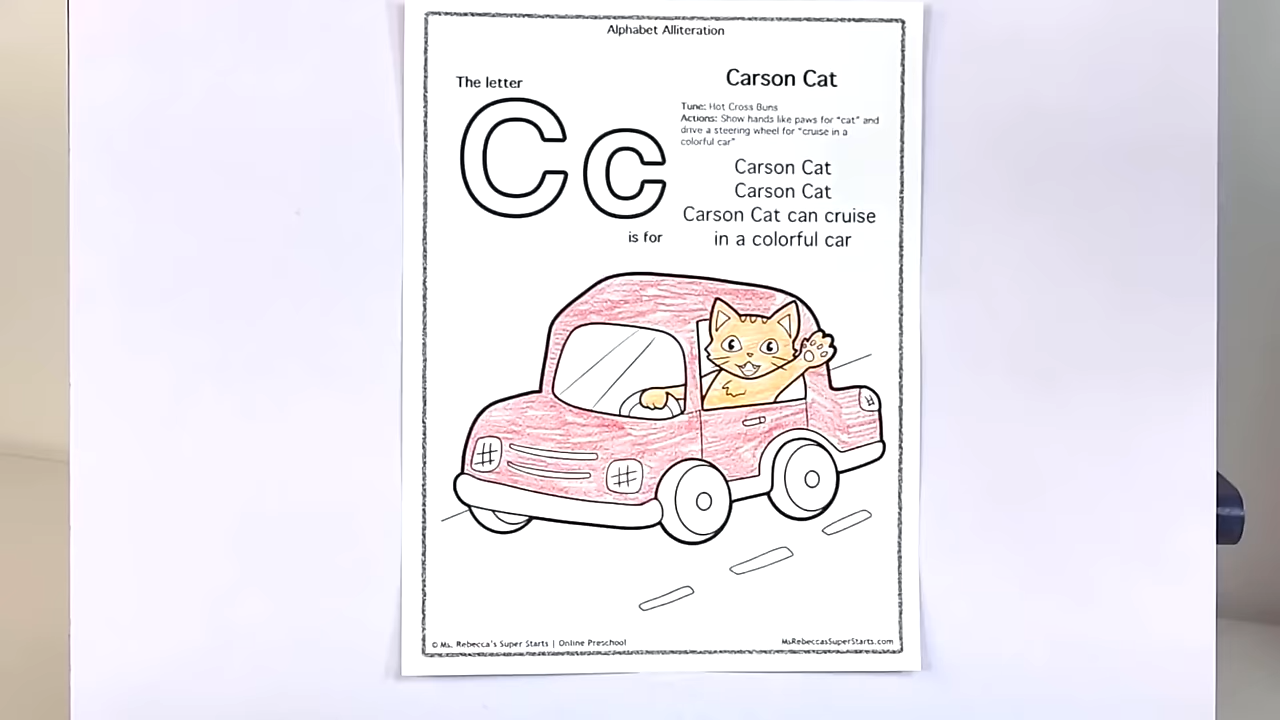 Alphabet Alliteration
The letter
Cc
is for
Carson Cat
Tune: Hot Cross Buns
Actions: Show hands like paws for "cat" and
drive a steering wheel for "cruise in a
colorful car"
Carson Cat
Carson Cat
Carson Cat can cruise
in a colorful car
© Ms. Rebecca's Super Starts | Online Preschool
MsRebeccasSuperStarts.com